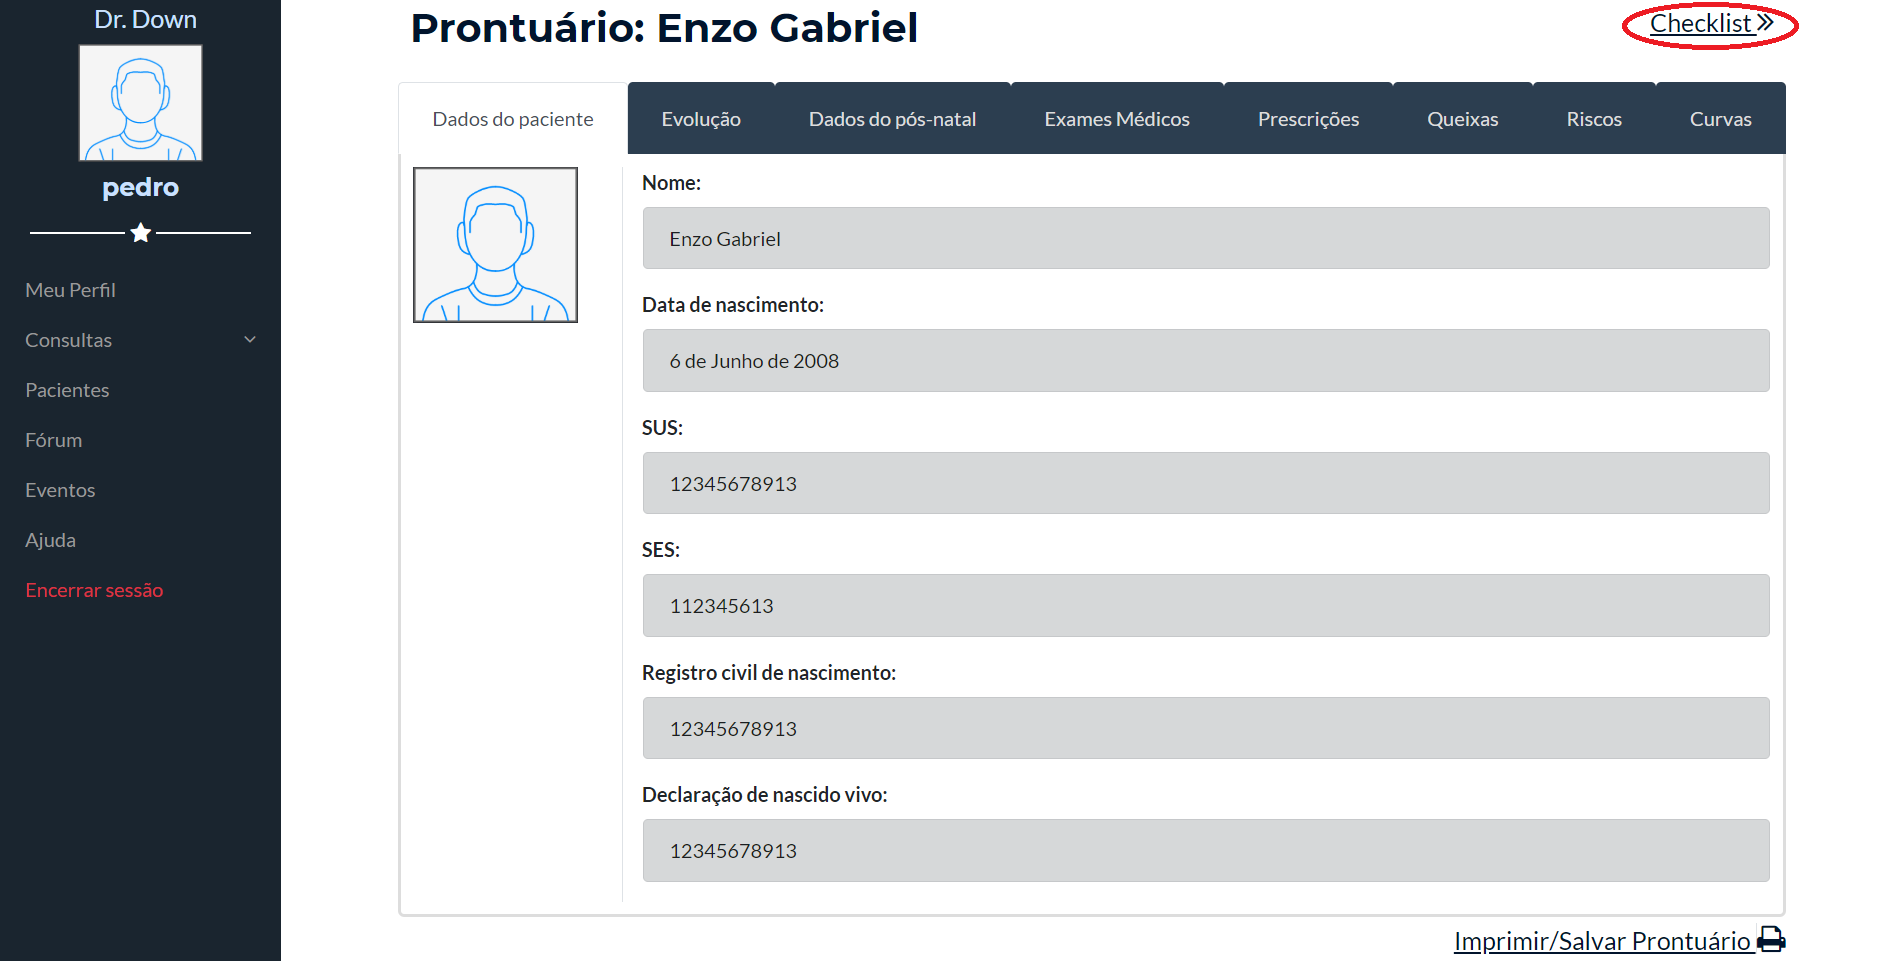 Dr. Down
pedro
Meu Perfil
Consultas
Pacientes
Fórum
Eventos
Ajuda
Encerrar sessão
Prontuário: Enzo Gabriel
Checklist
Dados do paciente
Evolução
Dados do pós-natal
Exames Médicos
Prescrições
Queixas
Riscos
Curvas
Nome:
Enzo Gabriel
Data de nascimento:
6 de Junho de 2008
SUS:
12345678913
SES:
112345613
Registro civil de nascimento:
12345678913
Declaração de nascido vivo:
12345678913
Imprimir/Salvar Prontuário